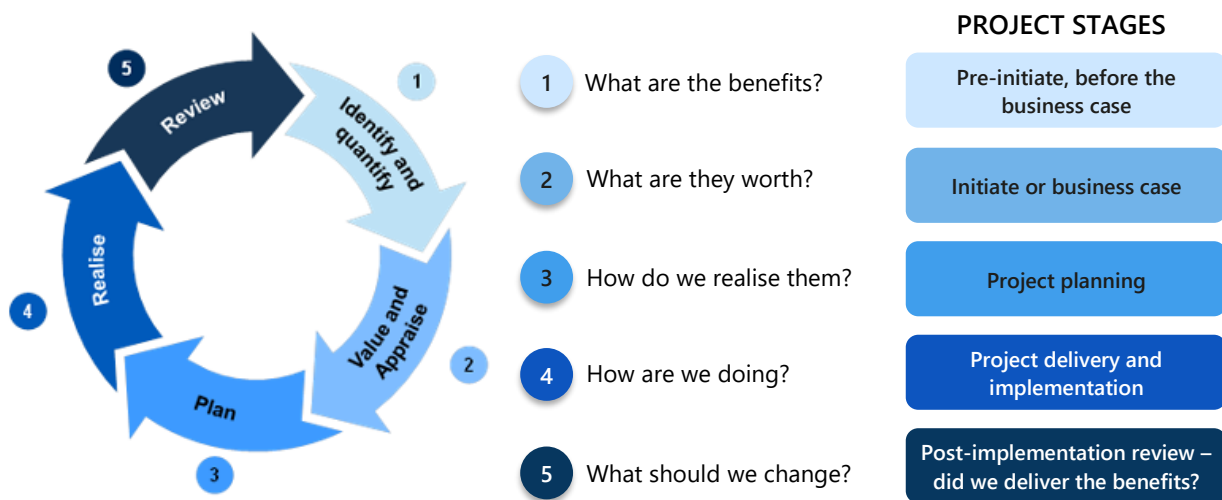 PROJECT STAGES
5
Review
1
Identify and
quantify
2
Value and
Appraise
3
Plan
4
Realise
1
What are the benefits?
Pre-initiate, before the
business case
2
What are they worth?
Initiate or business case
3
How do we realise them?
Project planning
4
How are we doing?
Project delivery and
implementation
5
What should we change?
Post-implementation review –
did we deliver the benefits?